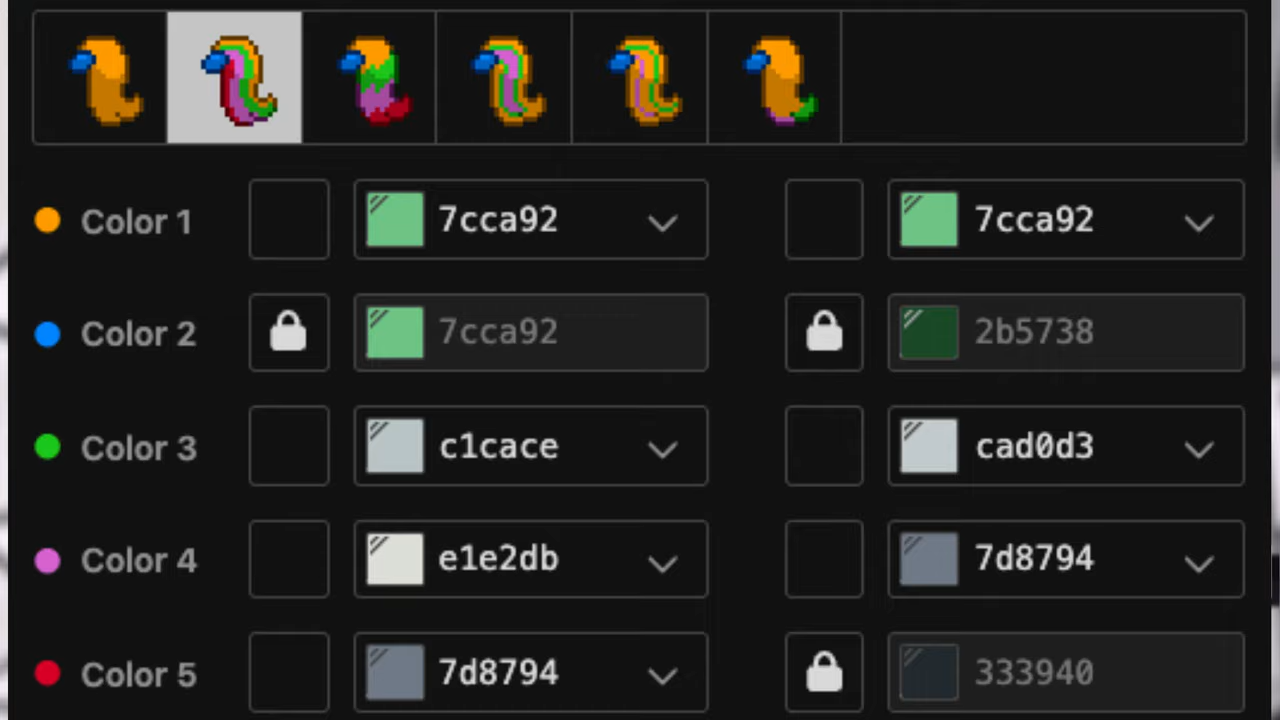 Color 1 7cca92 7cca92
Color 2 7cca92 2b5738
Color 3 c1cace cad0d3
Color 4 e1e2db 7d8794
Color 5 7d8794 333940